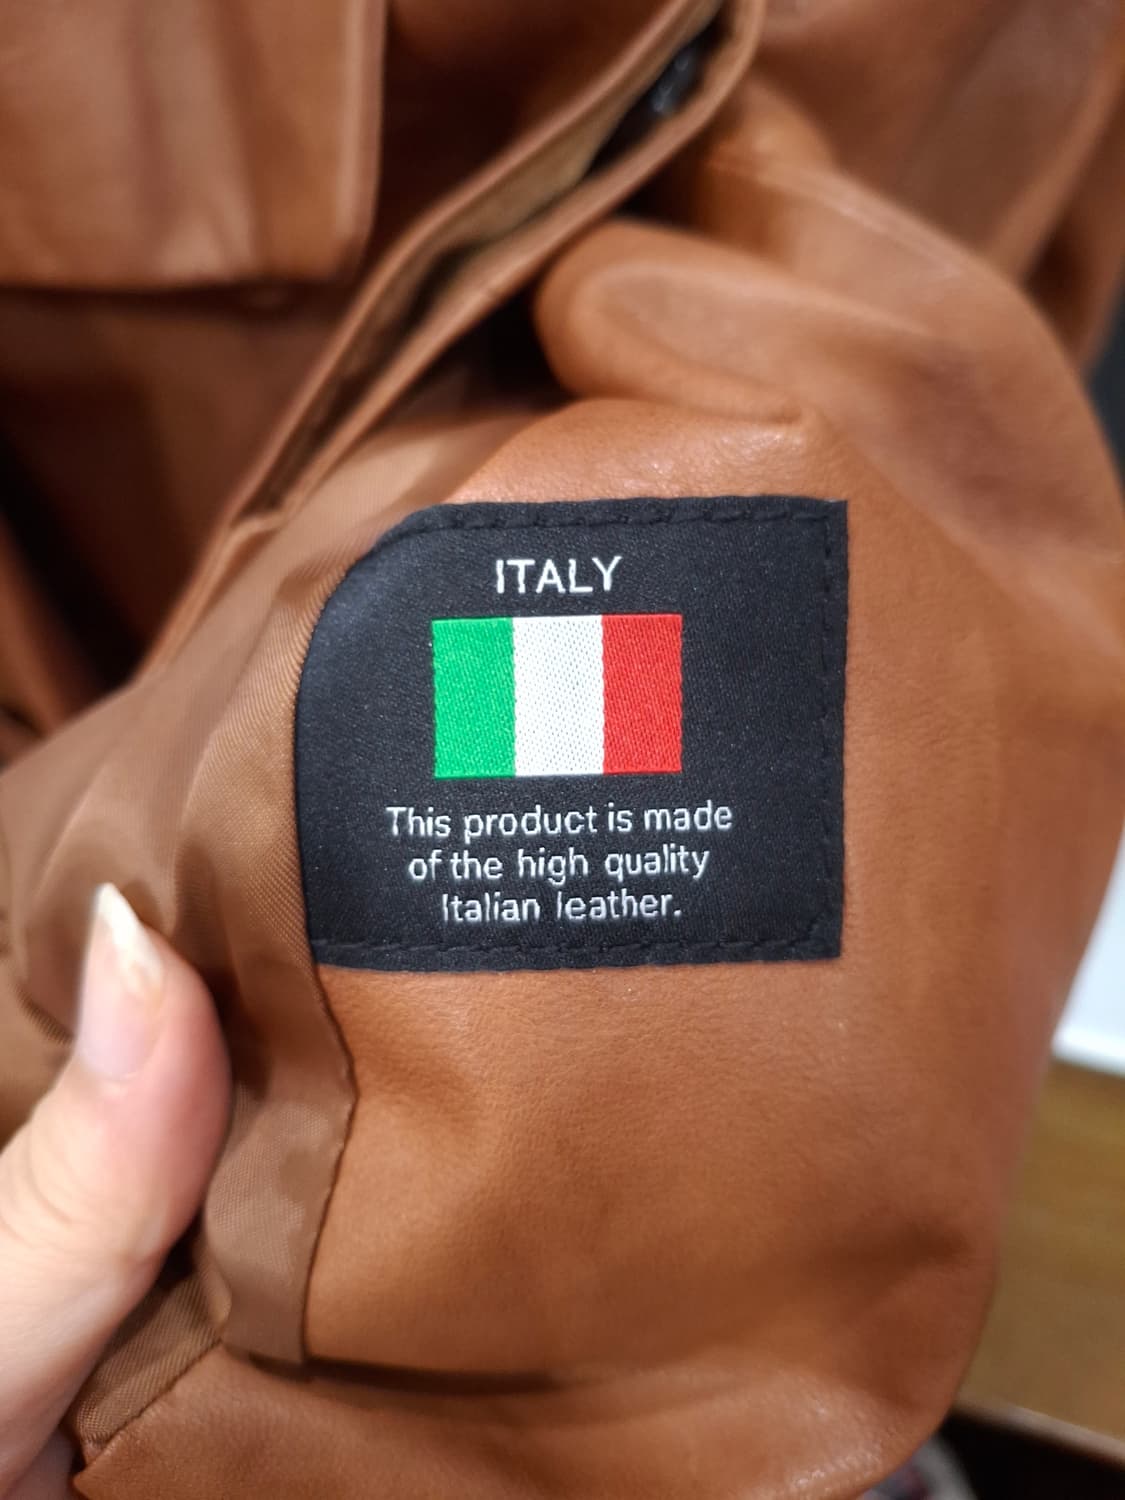 ITALY
This product is made
of the high quality
Italian leather.